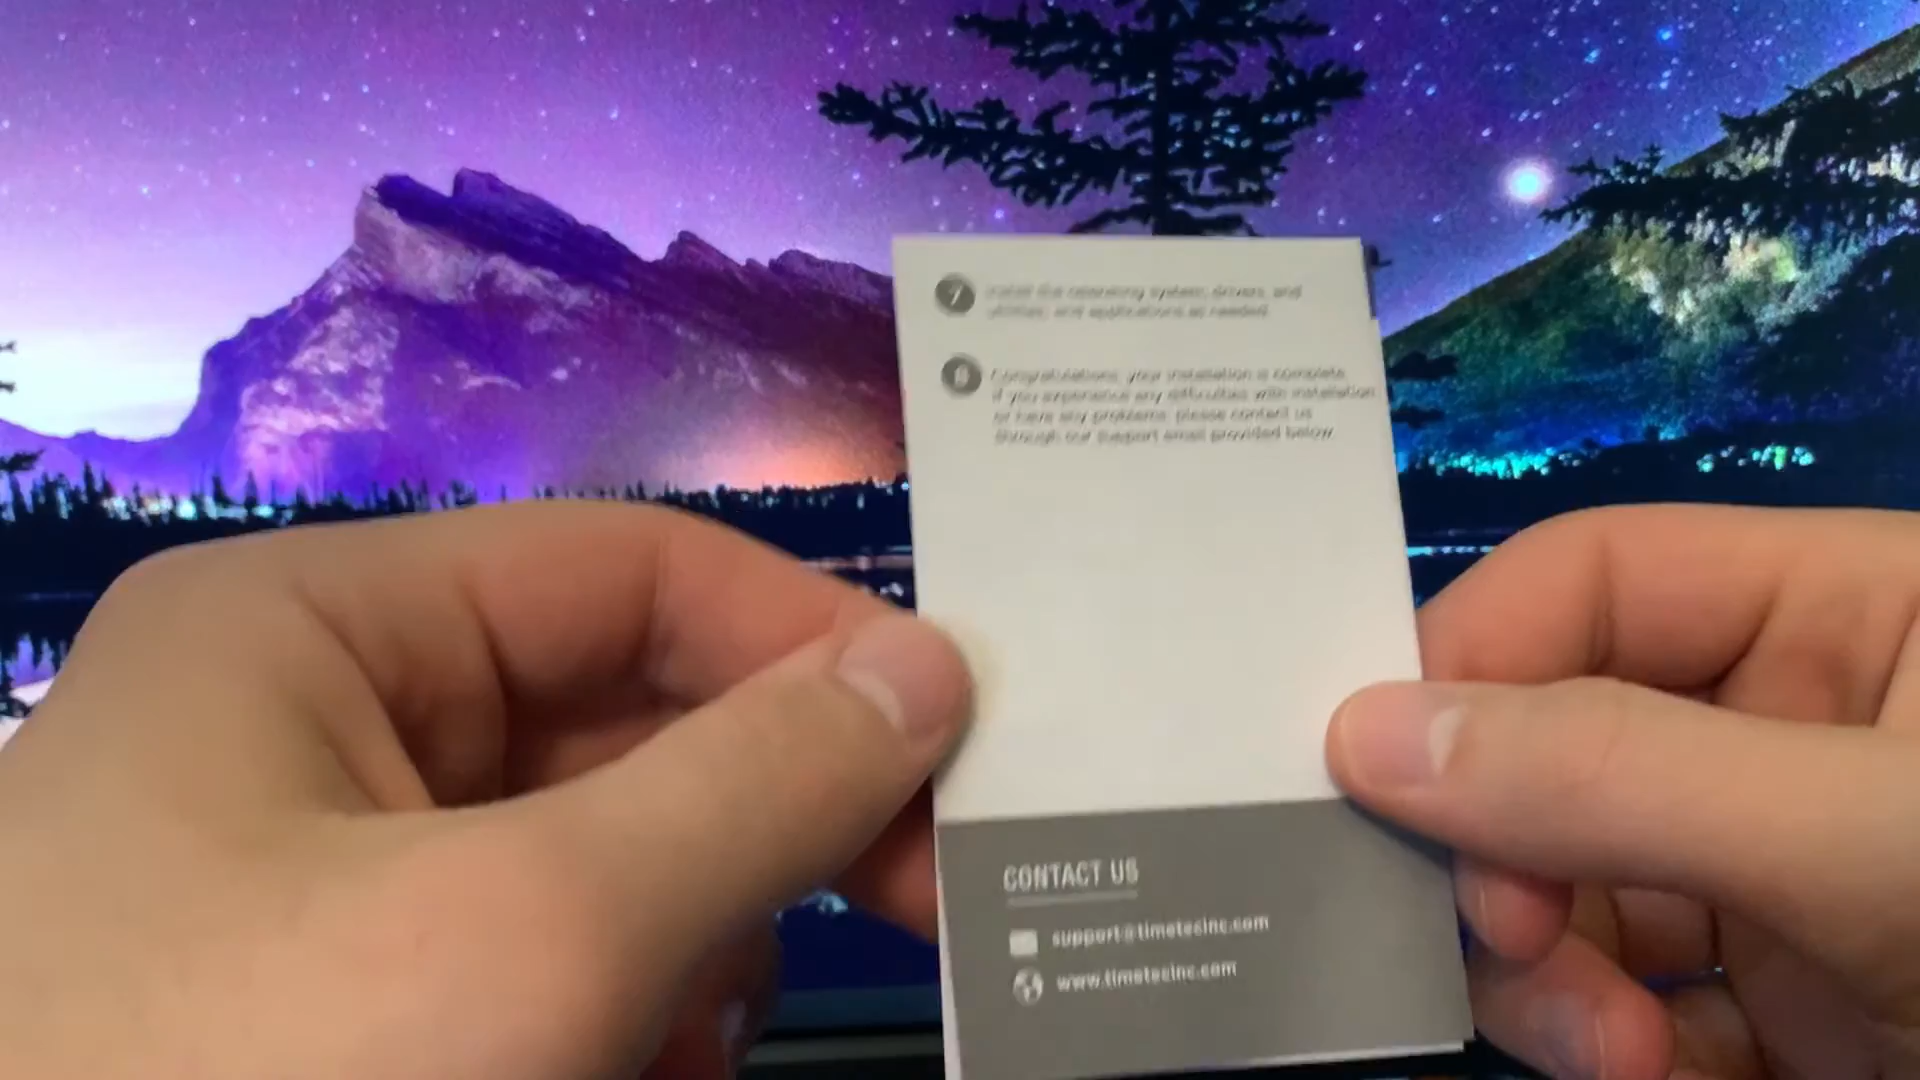 7 Install the operating system, drivers, and
utilities, and applications as needed.
8 Congratulations, your installation is complete.
If you experience any difficulties with installation
or have any problems, please contact us
through our support email provided below.
CONTACT US
support@timetecinc.com
www.timetecinc.com